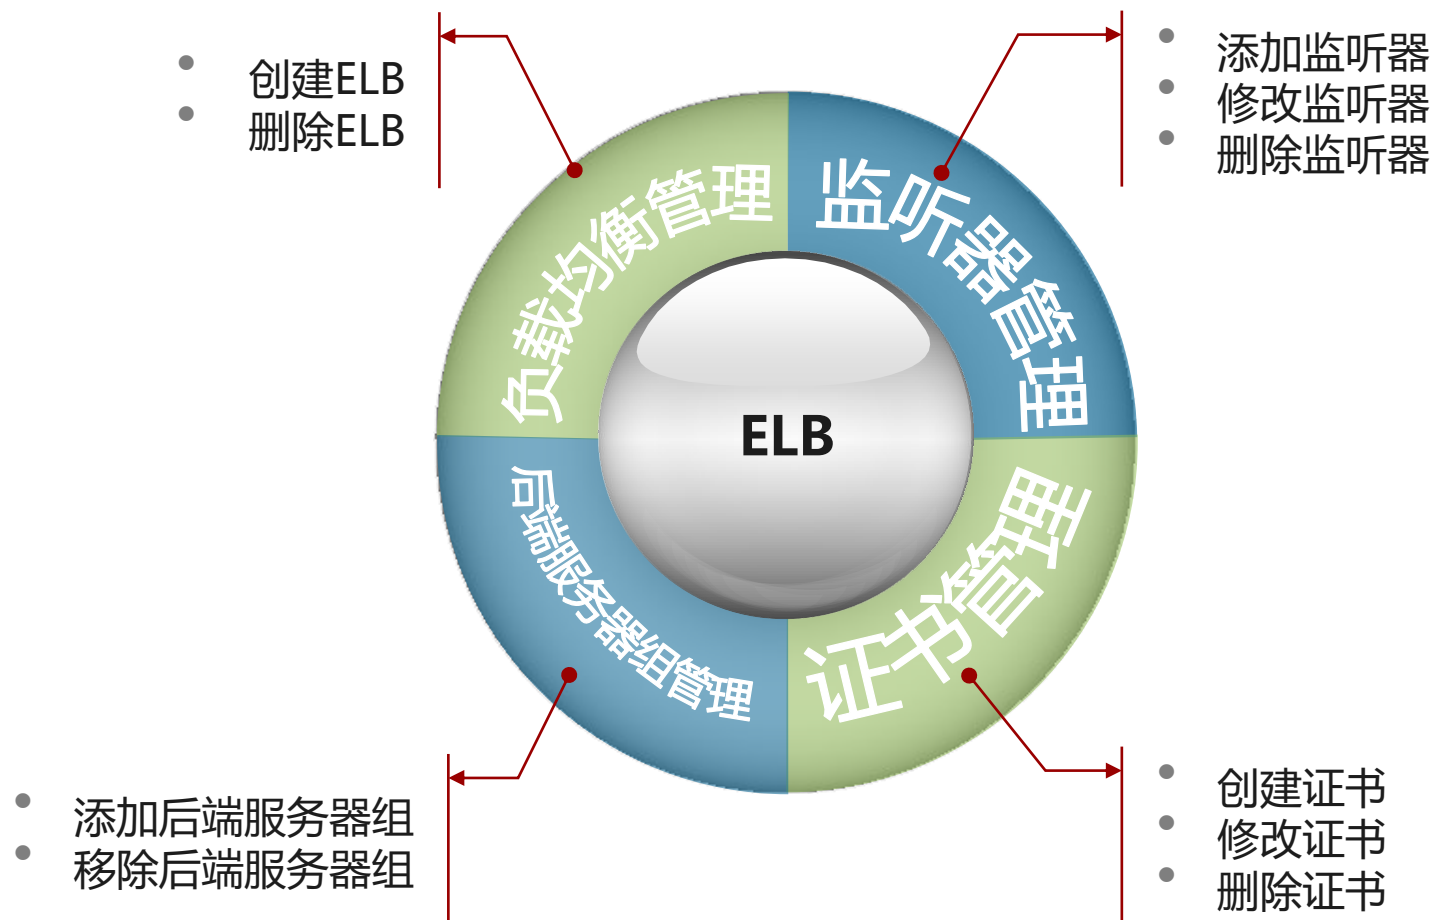 创建ELB
删除ELB
添加监听器
修改监听器
删除监听器
负载均衡管理
监听器管理
ELB
后端服务器组管理
证书管理
添加后端服务器组
移除后端服务器组
创建证书
修改证书
删除证书